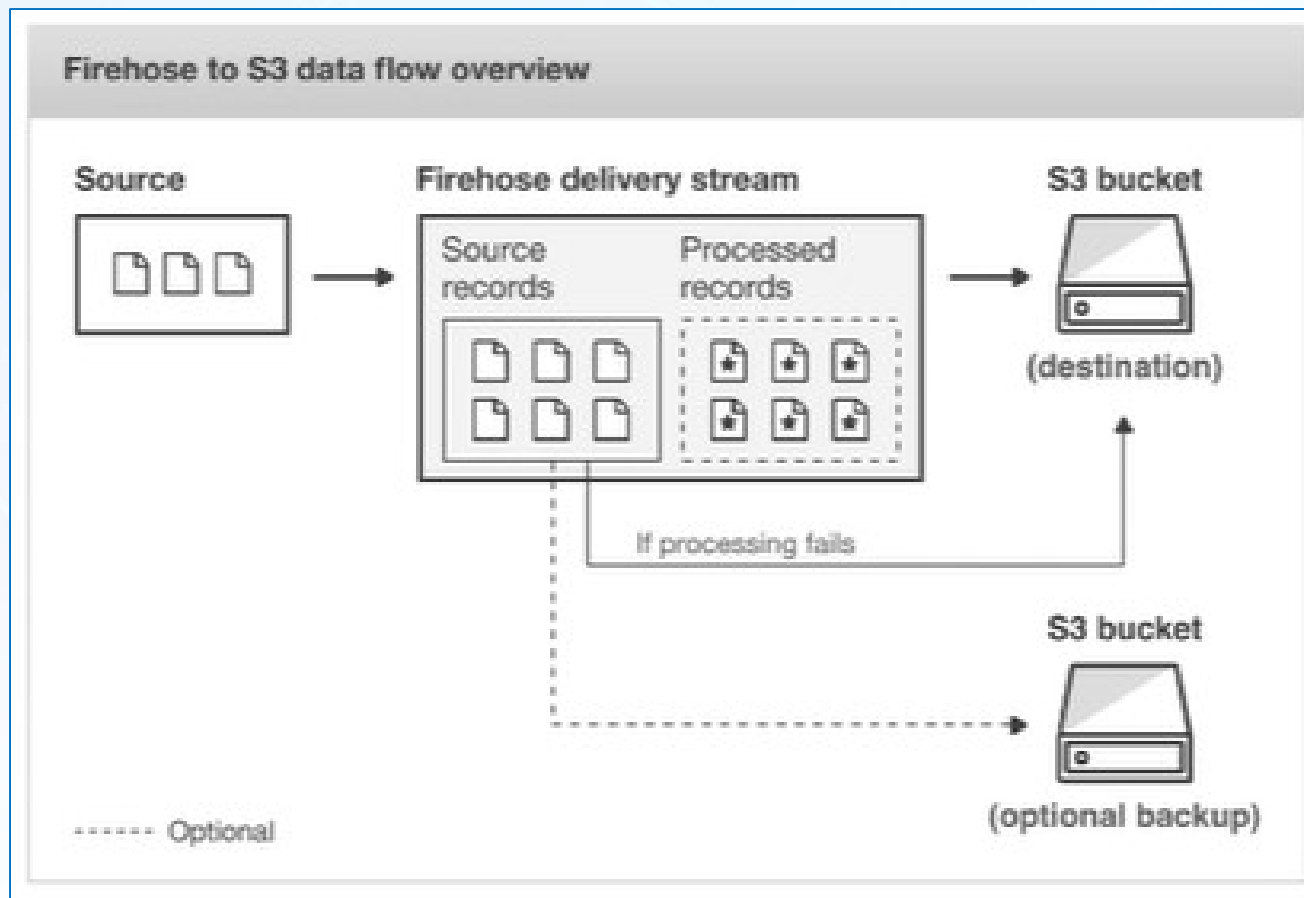 Firehose to S3 data flow overview
Source
Firehose delivery stream
S3 bucket
Source
records
Processed
records
(destination)
If processing fails
S3 bucket
(optional backup)
Optional